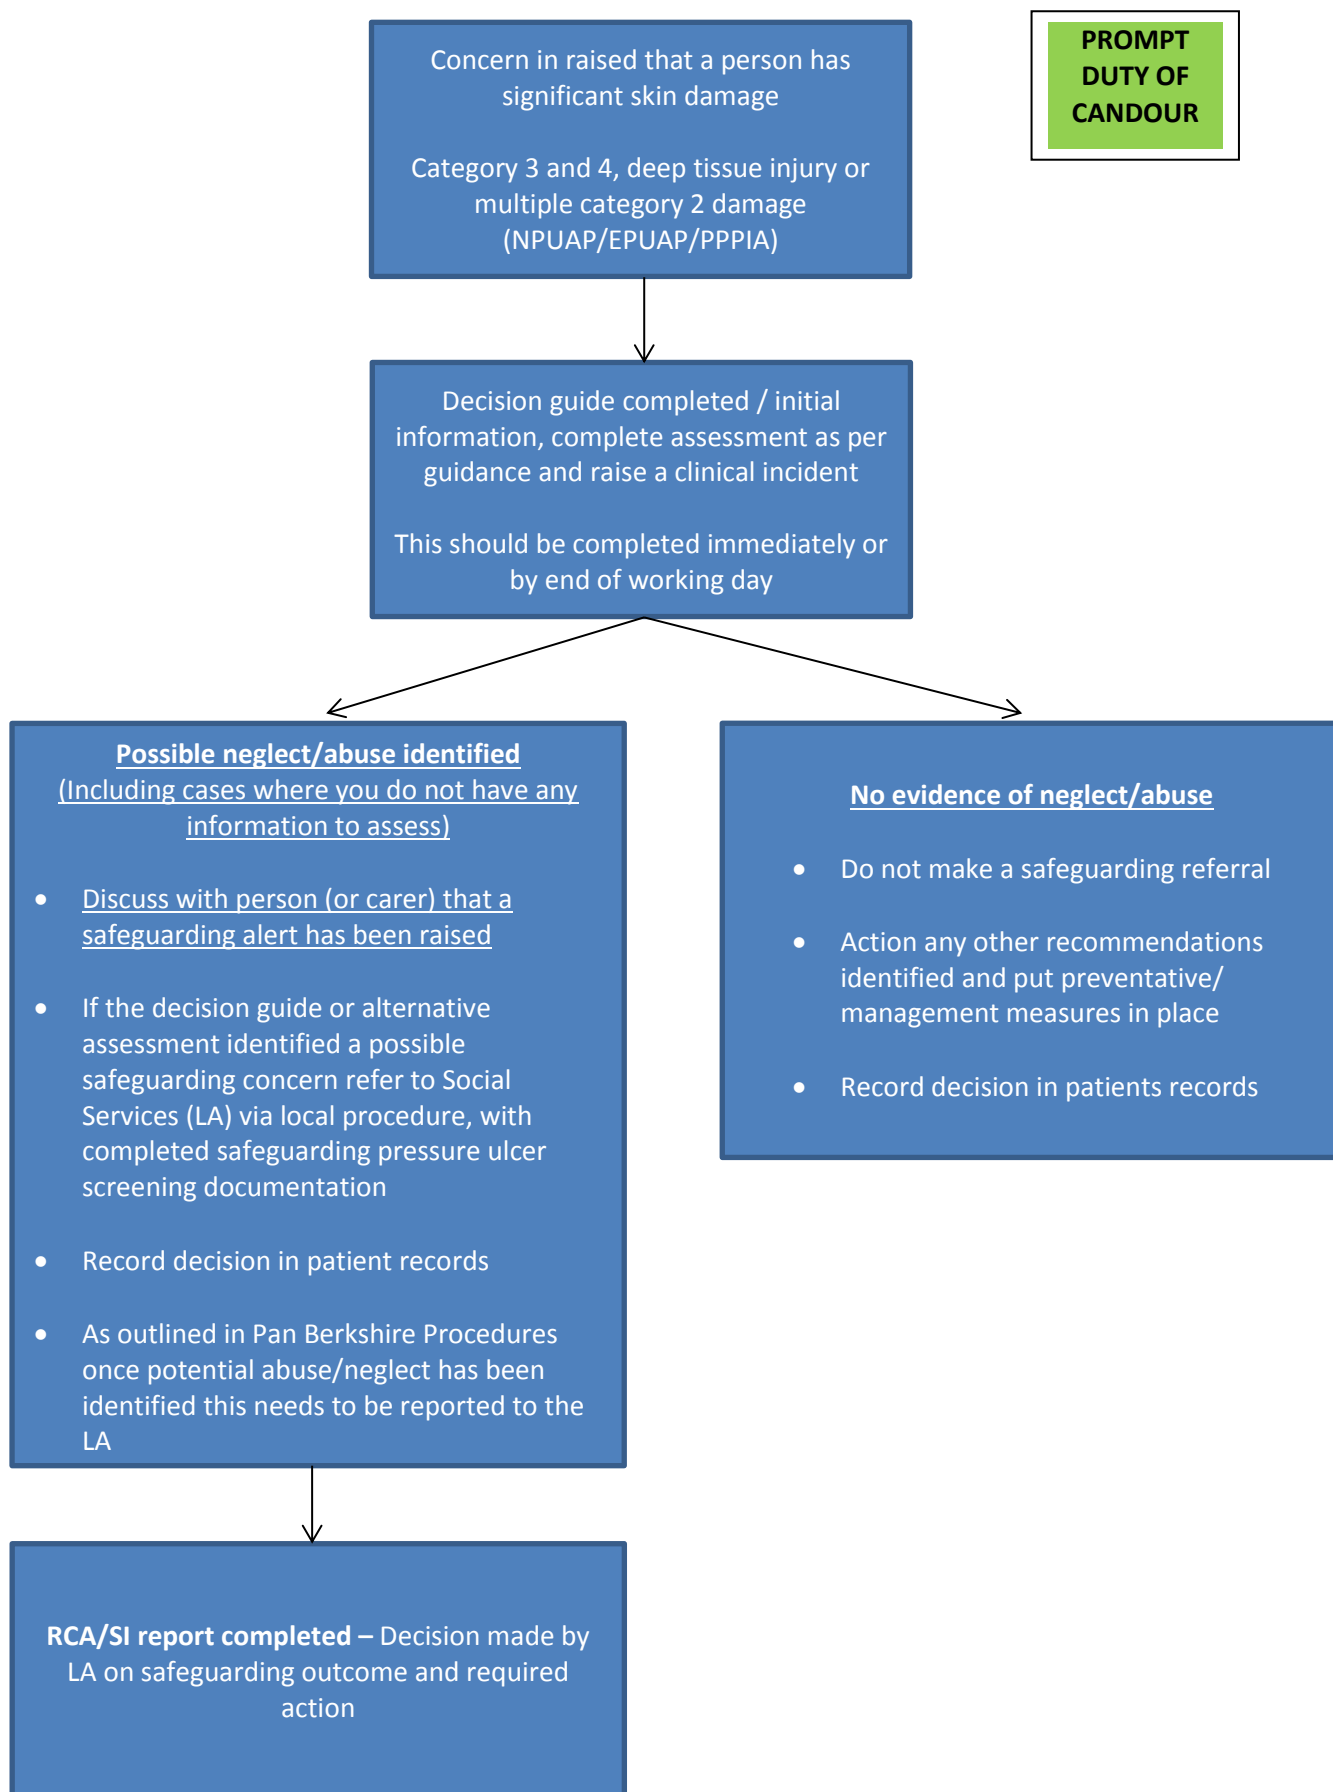 PROMPT
DUTY OF
CANDOUR
Concern in raised that a person has
significant skin damage
Category 3 and 4, deep tissue injury or
multiple category 2 damage
(NPUAP/EPUAP/PPPIA)
Decision guide completed / initial
information, complete assessment as per
guidance and raise a clinical incident
This should be completed immediately or
by end of working day
Possible neglect/abuse identified
(Including cases where you do not have any
information to assess)
• Discuss with person (or carer) that a
safeguarding alert has been raised
• If the decision guide or alternative
assessment identified a possible
safeguarding concern refer to Social
Services (LA) via local procedure, with
completed safeguarding pressure ulcer
screening documentation
• Record decision in patient records
• As outlined in Pan Berkshire Procedures
once potential abuse/neglect has been
identified this needs to be reported to the
LA
No evidence of neglect/abuse
• Do not make a safeguarding referral
• Action any other recommendations
identified and put preventative/
management measures in place
• Record decision in patients records
RCA/SI report completed – Decision made by
LA on safeguarding outcome and required
action